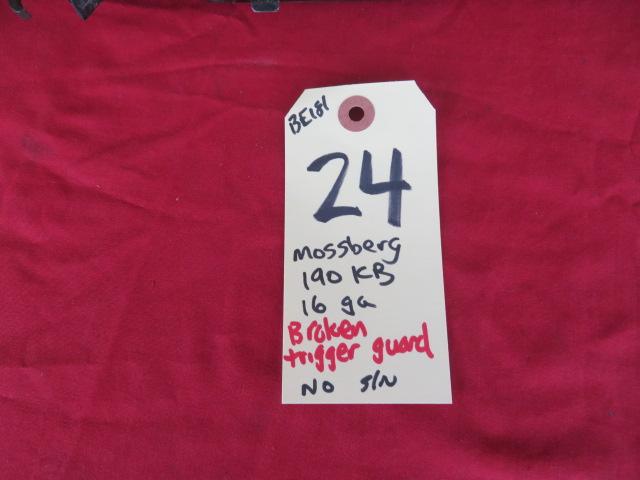 BE181
24
mossberg
190 KB
16 ga
Broken
trigger guard
NO S/N